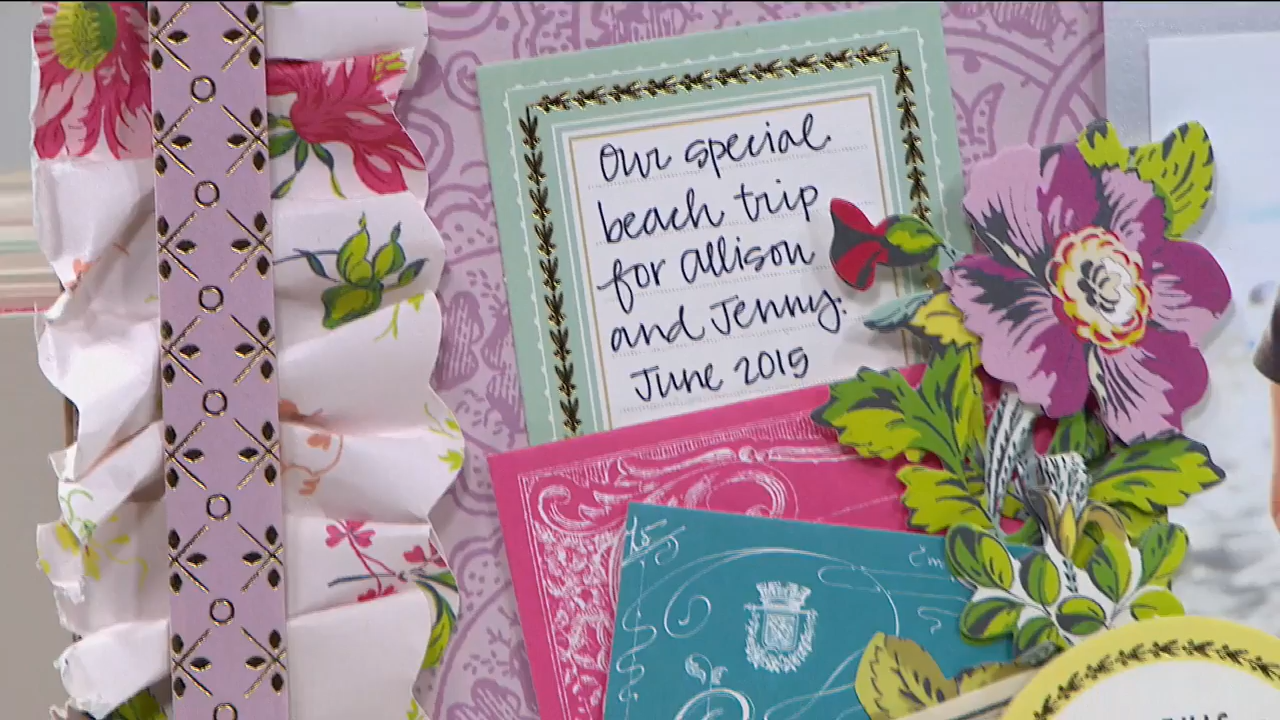 Our special
beach trip
for Allison
and Jenny.
June 2015